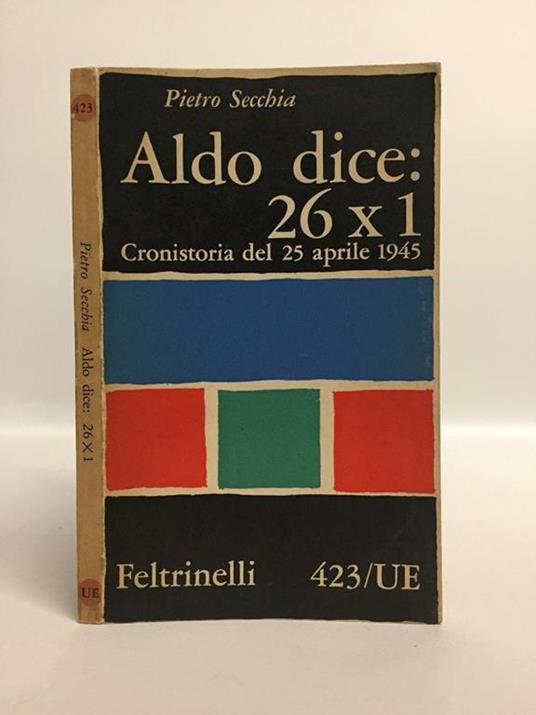 423
Pietro Secchia Aldo dice: 26 X 1
UE
Pietro Secchia
Aldo dice:
26 x 1
Cronistoria del 25 aprile 1945
Feltrinelli 423/UE